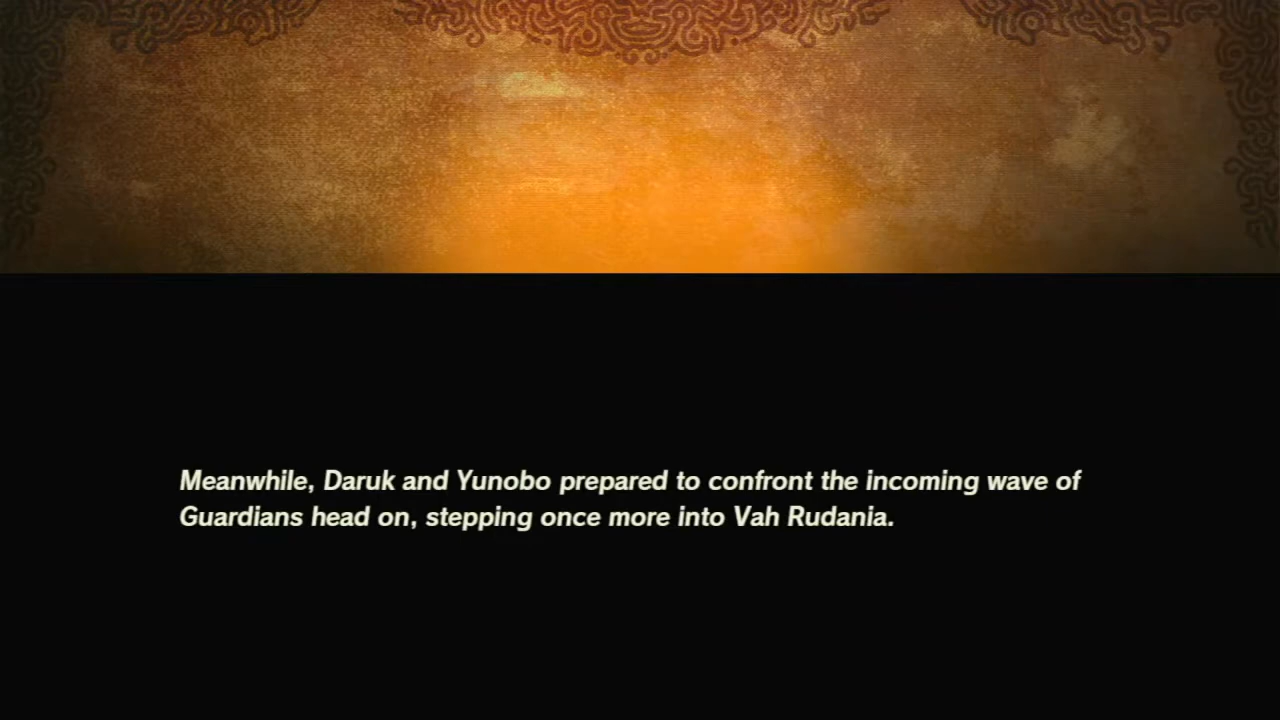 Meanwhile, Daruk and Yunobo prepared to confront the incoming wave of
Guardians head on, stepping once more into Vah Rudania.